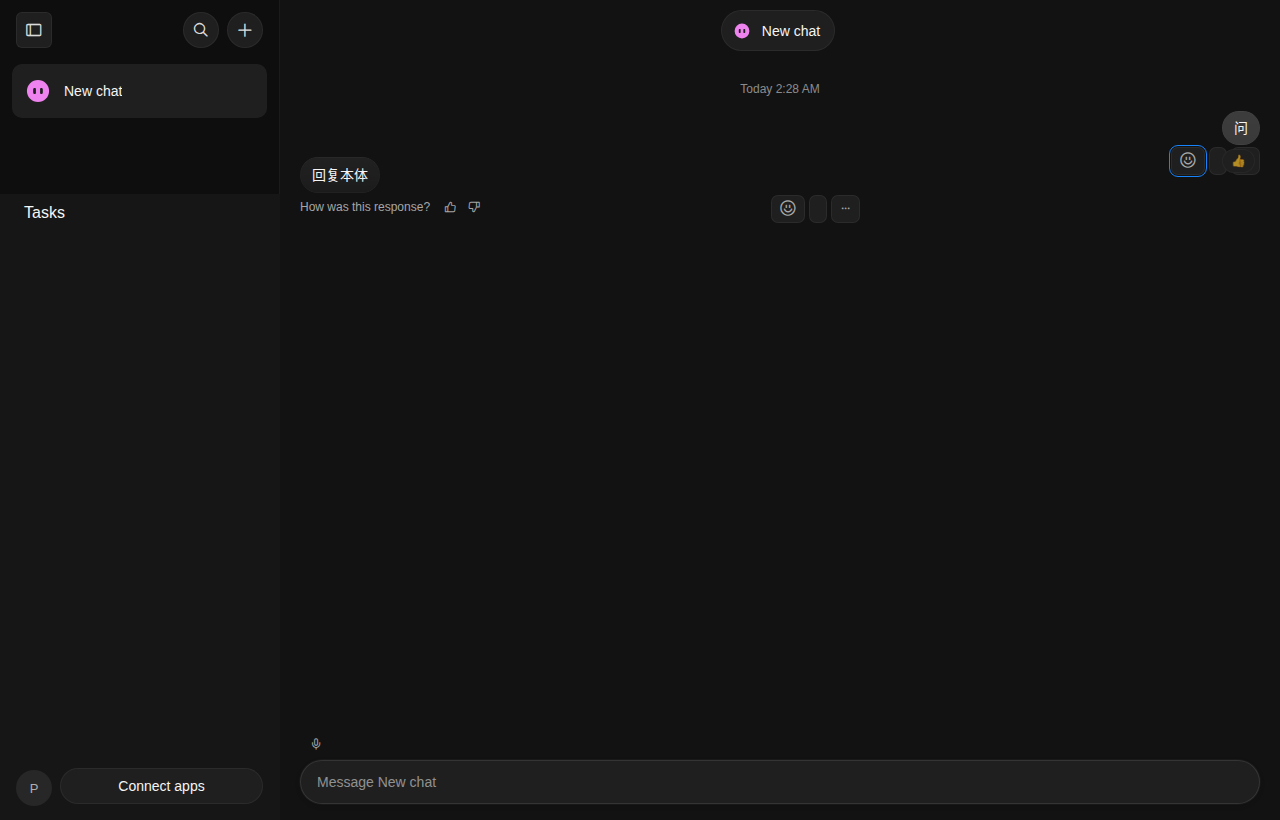 New chat
New chat
Today 2:28 AM
问
回复本体
How was this response?
Tasks
Message New chat
P
Connect apps